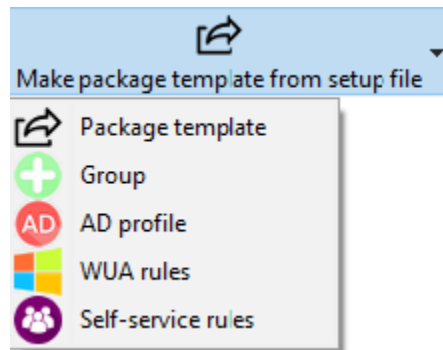 Make package template from setup file
Package template
Group
AD
AD profile
WUA rules
Self-service rules